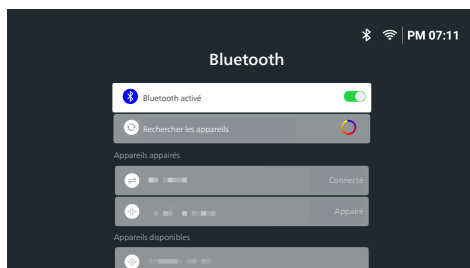 PM 07:11
Bluetooth
Bluetooth activé
Rechercher les appareils
Appareils appairés
Connecté
Appairé
Appareils disponibles